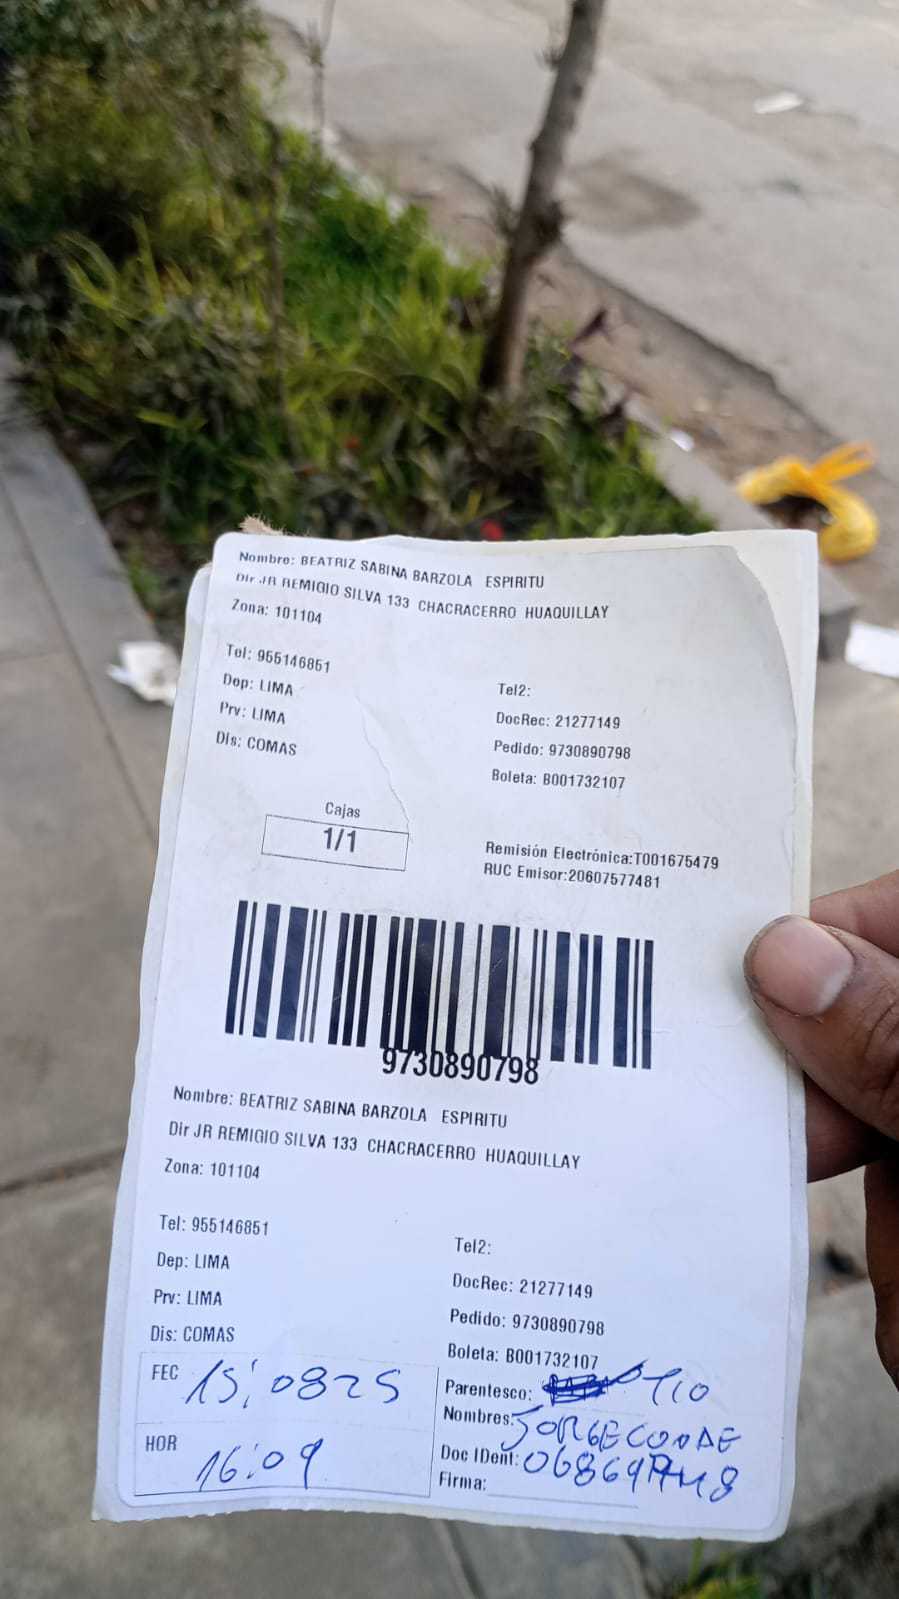 Nombre: BEATRIZ SABINA BARZOLA ESPIRITU
Dir JR REMIGIO SILVA 133 CHACRACERRO HUAQUILLAY
Zona: 101104
Tel: 955146851
Tel2:
Dep: LIMA
DocRec: 21277149
Prv: LIMA
Pedido: 9730890798
Dis: COMAS
Boleta: B001732107
Cajas
1/1
Remisión Electrónica:T001675479
RUC Emisor:20607577481
9730890798
Nombre: BEATRIZ SABINA BARZOLA ESPIRITU
Dir JR REMIGIO SILVA 133 CHACRACERRO HUAQUILLAY
Zona: 101104
Tel: 955146851
Tel2:
Dep: LIMA
DocRec: 21277149
Prv: LIMA
Pedido: 9730890798
Dis: COMAS
Boleta: B001732107
FEC 15; 0825
Parentesco: TIO
Nombres: JORGE CONDE
HOR 16:09
Doc IDent:
Firma: